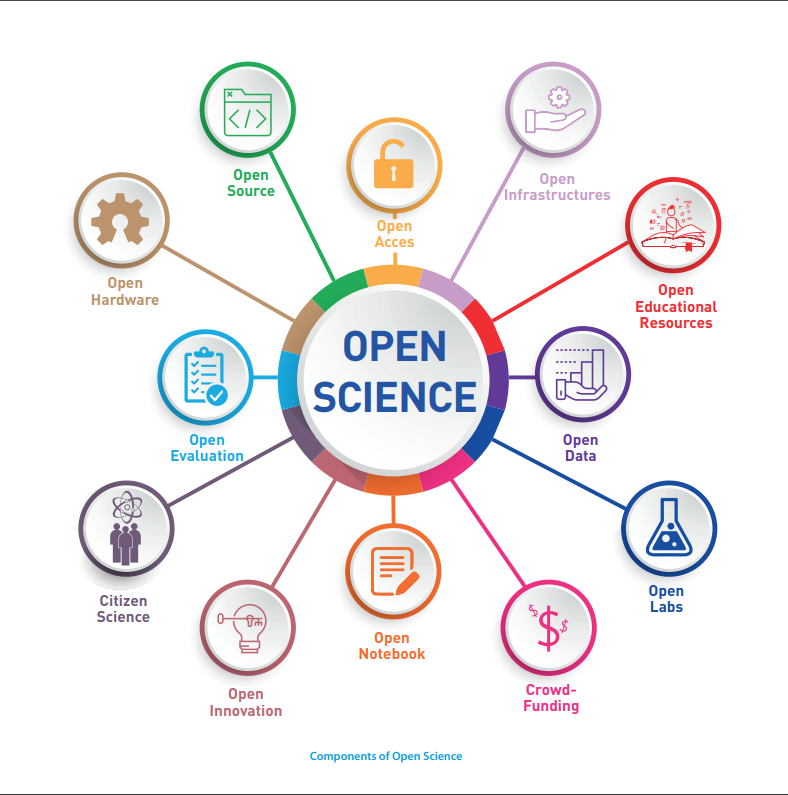 Open
Source
Open
Acces
Open
Infrastructures
Open
Hardware
Open
Educational
Resources
OPEN
SCIENCE
Open
Evaluation
Open
Data
Citizen
Science
Open
Labs
Open
Notebook
Open
Innovation
Crowd-
Funding
Components of Open Science